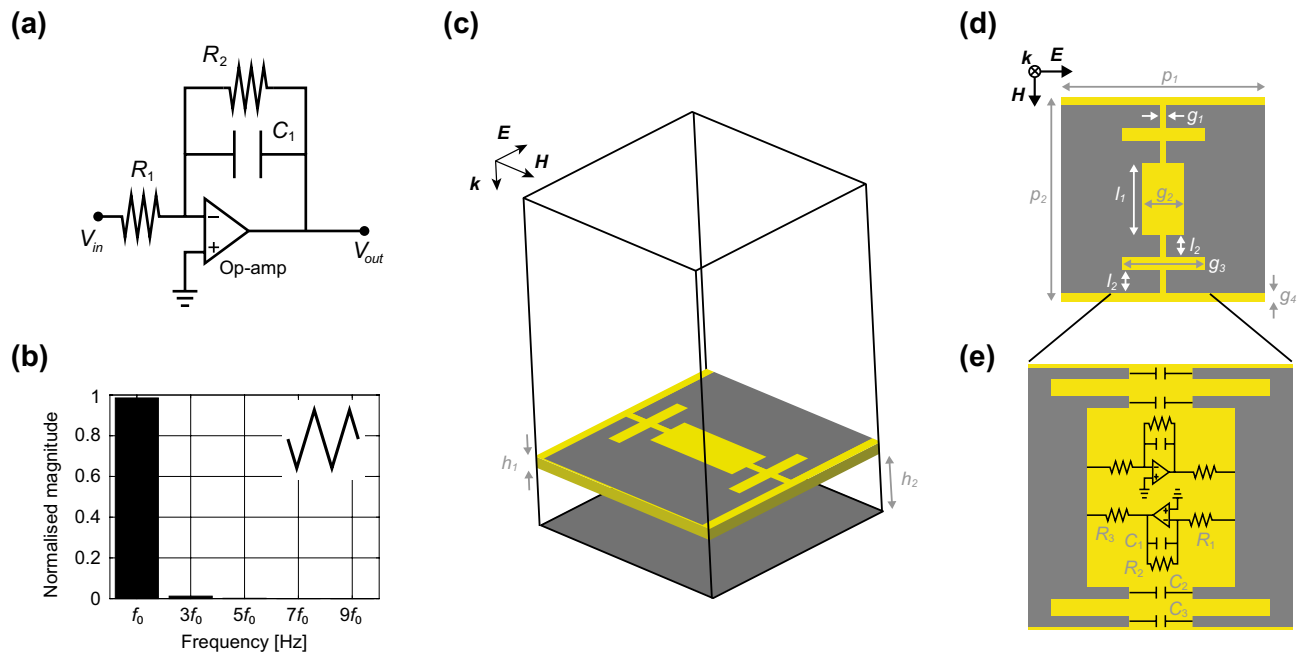 (a)
R2
C1
R1
−
+
Vin
Vout
Op-amp
(b)
Normalised magnitude
1
0.8
0.6
0.4
0.2
0
f0 3f0 5f0 7f0 9f0
Frequency [Hz]
(c)
E
H
k
h1
h2
(d)
k
E
H
p1
g1
p2
l1
g2
l2
g3
l2
g4
(e)
−
+
+
−
R3
C1
R1
R2
C2
C3